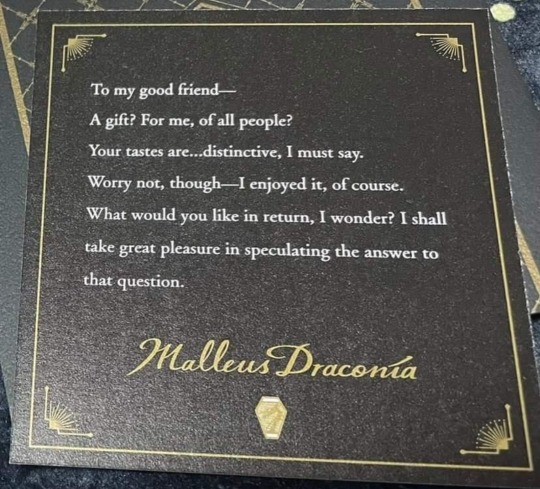 To my good friend—
A gift? For me, of all people?
Your tastes are...distinctive, I must say.
Worry not, though—I enjoyed it, of course.
What would you like in return, I wonder? I shall
take great pleasure in speculating the answer to
that question.
Malleus Draconia